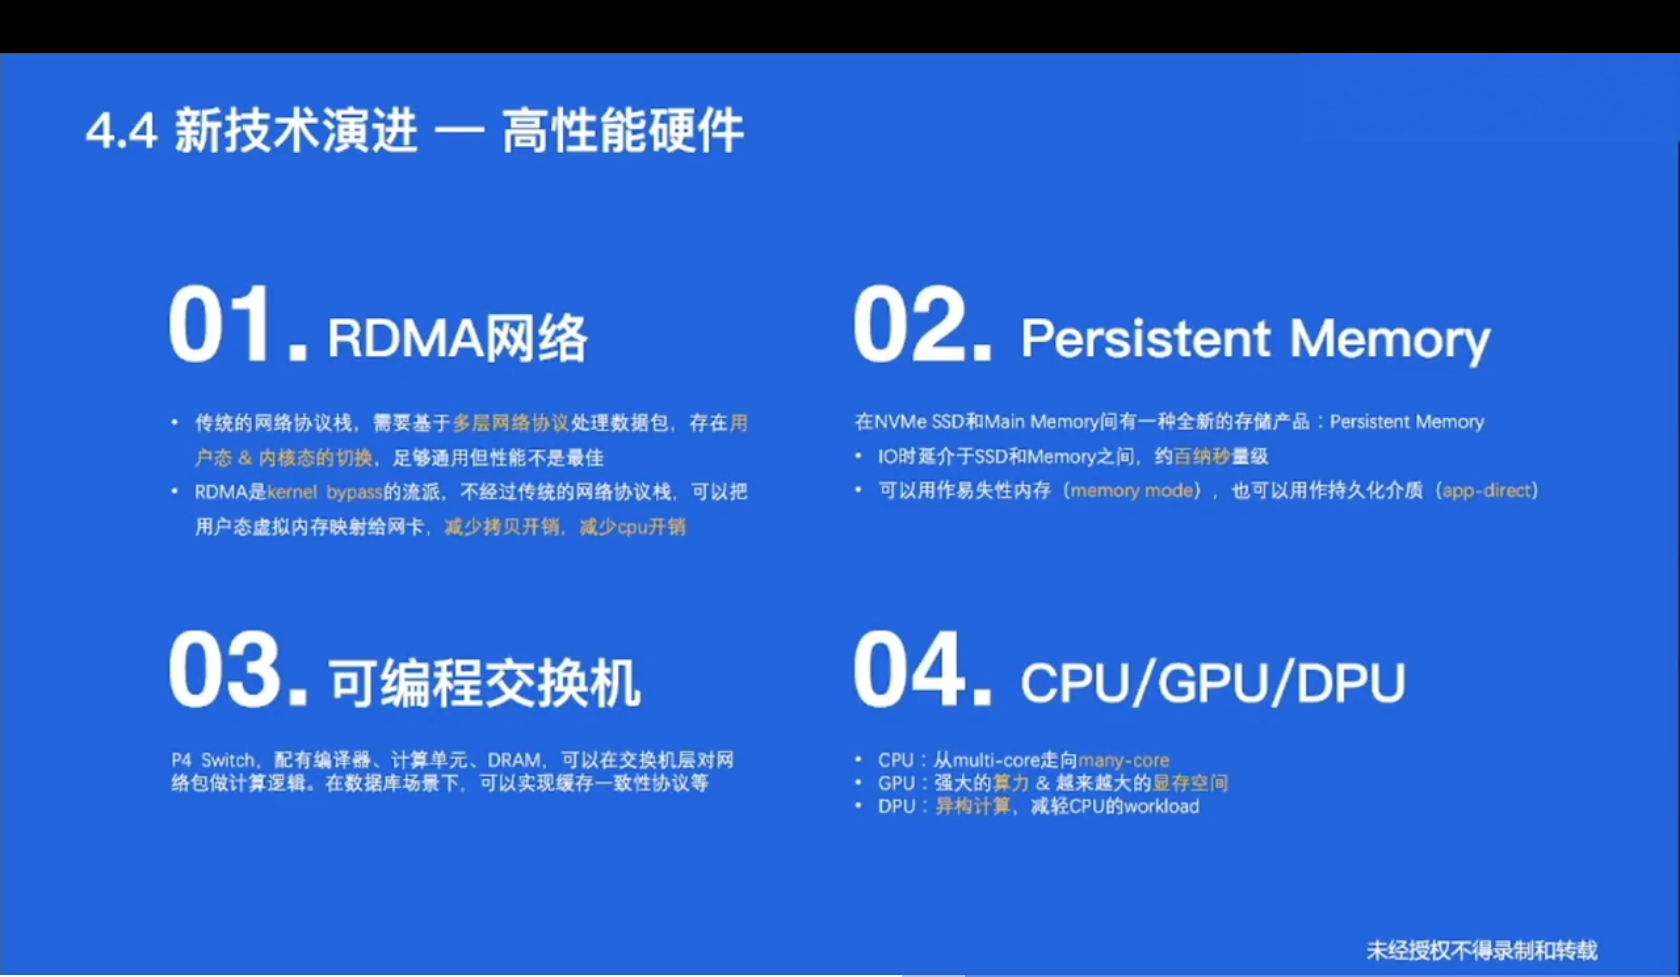 4.4 新技术演进 — 高性能硬件
01. RDMA网络
• 传统的网络协议栈，需要基于多层网络协议处理数据包，存在用
户态 & 内核态的切换，足够通用但性能不是最佳
• RDMA是kernel bypass的流派，不经过传统的网络协议栈，可以把
用户态虚拟内存映射给网卡，减少拷贝开销，减少cpu开销
02. Persistent Memory
在NVMe SSD和Main Memory间有一种全新的存储产品：Persistent Memory
• IO时延介于SSD和Memory之间，约百纳秒量级
• 可以用作易失性内存（memory mode），也可以用作持久化介质（app-direct）
03. 可编程交换机
P4 Switch，配有编译器、计算单元、DRAM，可以在交换机层对网
络包做计算逻辑。在数据库场景下，可以实现缓存一致性协议等
04. CPU/GPU/DPU
• CPU：从multi-core走向many-core
• GPU：强大的算力 & 越来越大的显存空间
• DPU：异构计算，减轻CPU的workload
未经授权不得录制和转载